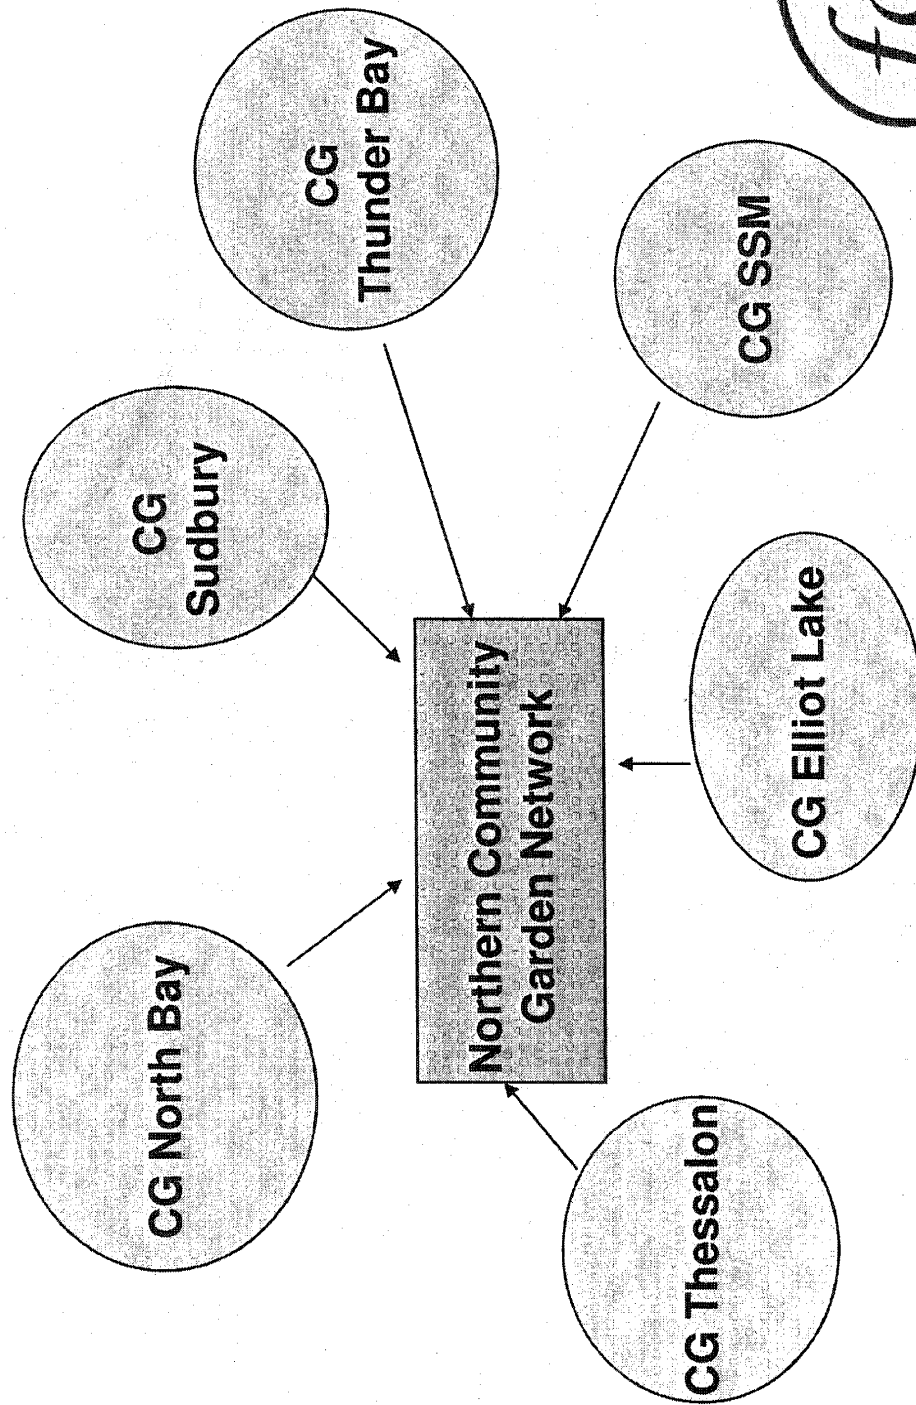 CG North Bay
CG
Sudbury
CG
Thunder Bay
Northern Community
Garden Network
CG Thessalon
CG Elliot Lake
CG SSM